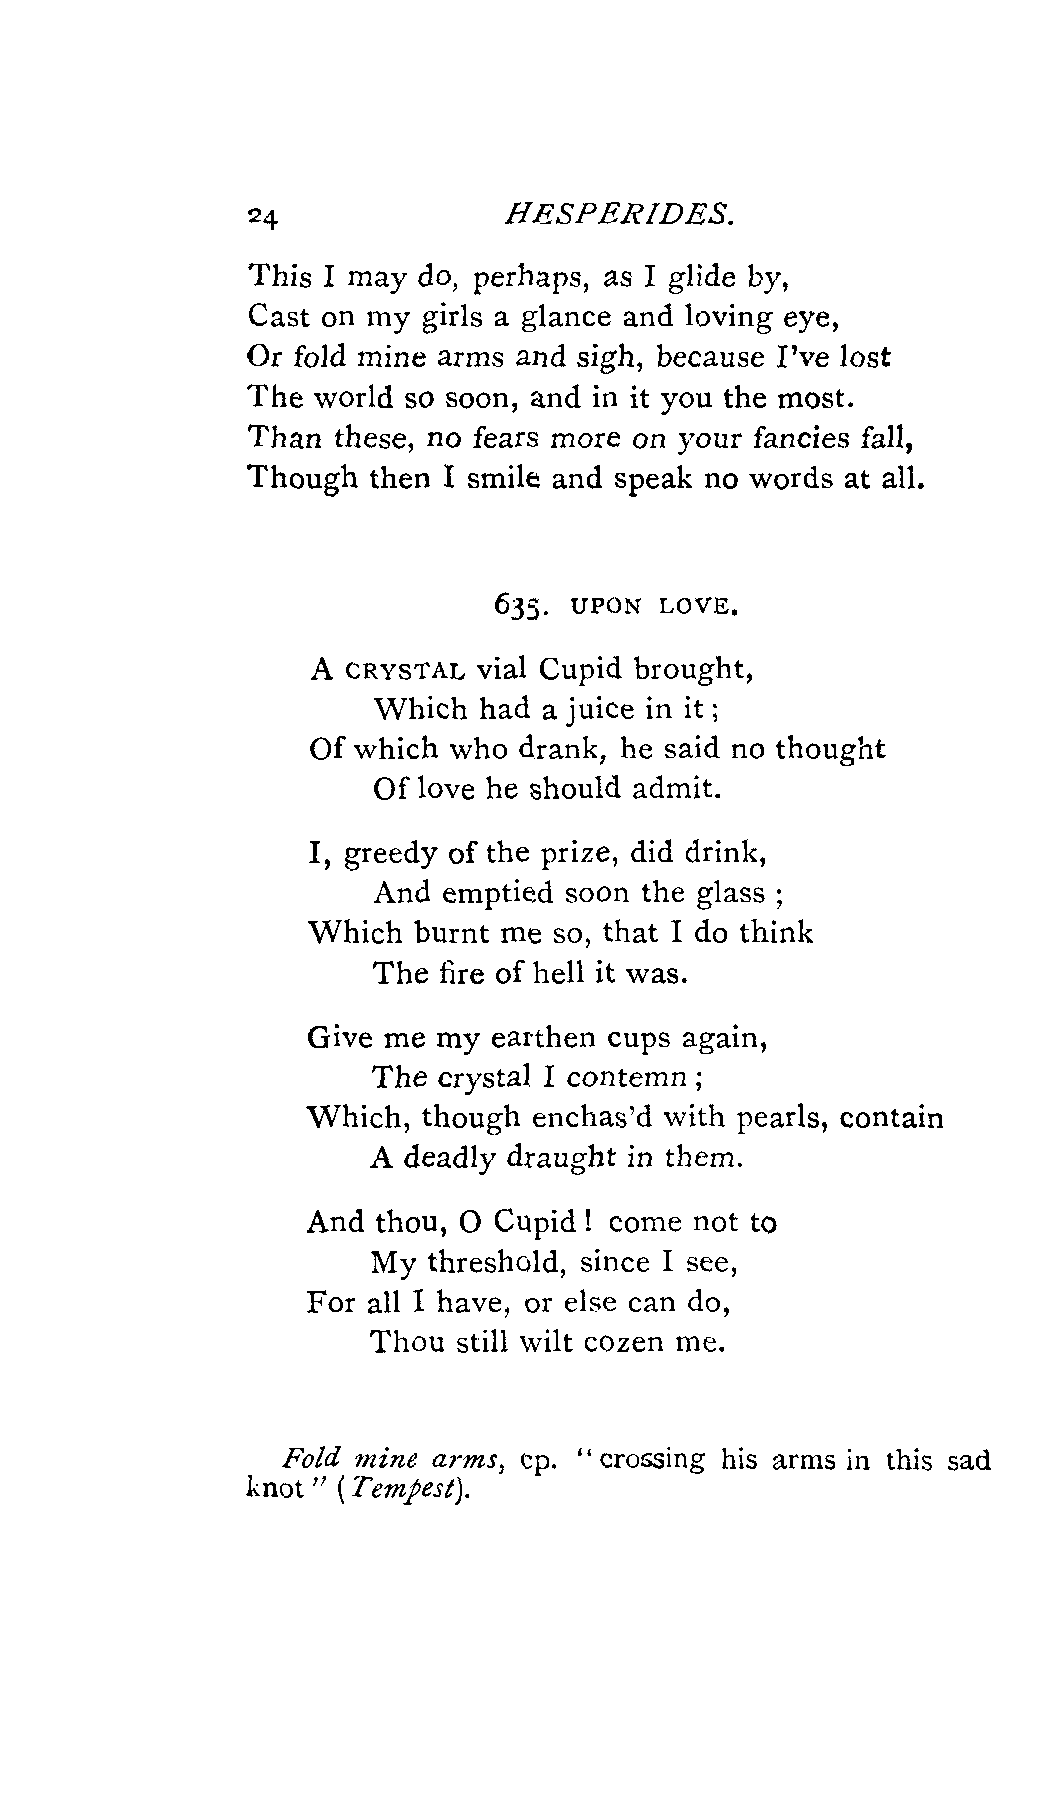 24 HESPERIDES.
This I may do, perhaps, as I glide by,
Cast on my girls a glance and loving eye,
Or fold mine arms and sigh, because I've lost
The world so soon, and in it you the most.
Than these, no fears more on your fancies fall,
Though then I smile and speak no words at all.
635. UPON LOVE.
A CRYSTAL vial Cupid brought,
Which had a juice in it ;
Of which who drank, he said no thought
Of love he should admit.
I, greedy of the prize, did drink,
And emptied soon the glass ;
Which burnt me so, that I do think
The fire of hell it was.
Give me my earthen cups again,
The crystal I contemn ;
Which, though enchas'd with pearls, contain
A deadly draught in them.
And thou, O Cupid ! come not to
My threshold, since I see,
For all I have, or else can do,
Thou still wilt cozen me.
Fold mine arms, cp. "crossing his arms in this sad
knot" (Tempest).